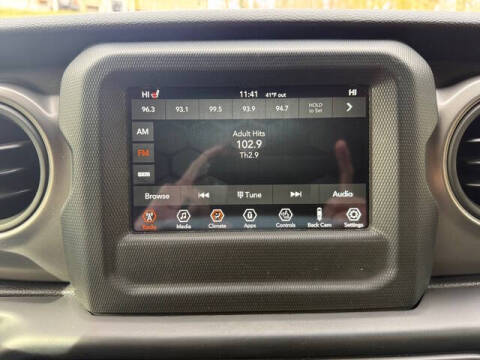 HI 11:41 41°F out HI
96.3 93.1 99.5 93.9 94.7 HOLD to Set
AM
Adult Hits
102.9
FM
Th2.9
Browse Tune Audio
Radio Media Climate Apps Controls Back Cam Settings